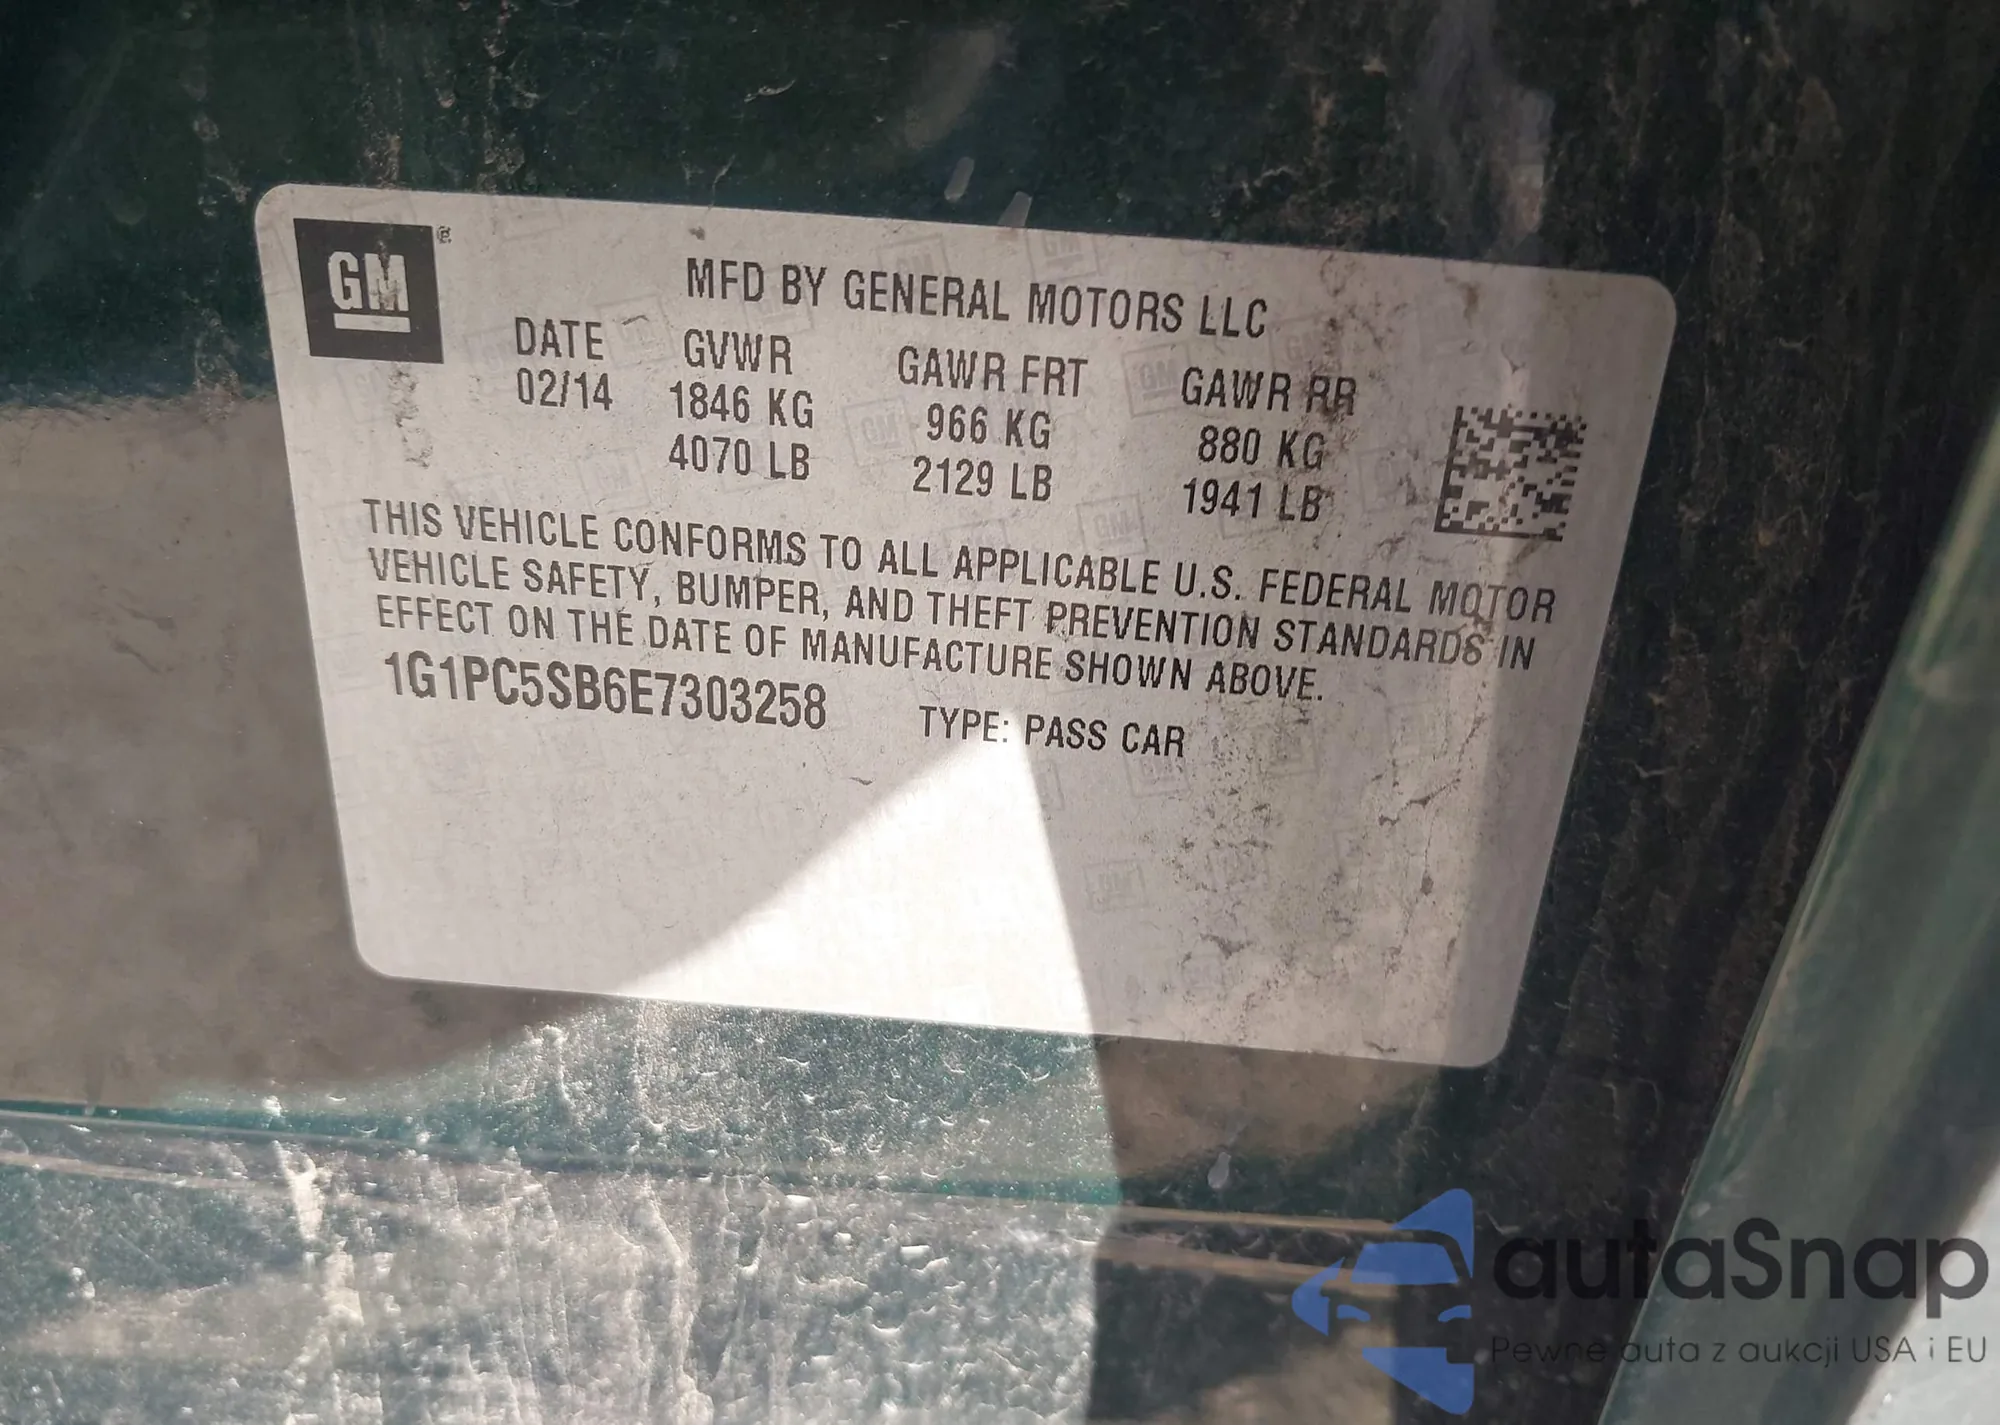 GM
MFD BY GENERAL MOTORS LLC
DATE GVWR GAWR FRT GAWR RR
02/14 1846 KG 966 KG 880 KG
4070 LB 2129 LB 1941 LB
THIS VEHICLE CONFORMS TO ALL APPLICABLE U.S. FEDERAL MOTOR
VEHICLE SAFETY, BUMPER, AND THEFT PREVENTION STANDARDS IN
EFFECT ON THE DATE OF MANUFACTURE SHOWN ABOVE.
1G1PC5SB6E7303258 TYPE: PASS CAR
autaSnap
Pewne auta z aukcji USA i EU